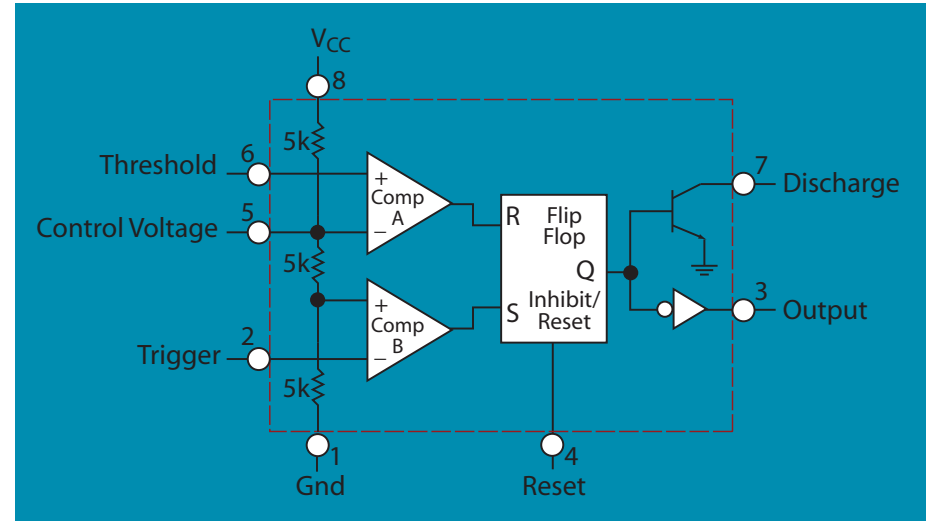 VCC
8
5k
Threshold
6
+
Comp
A
−
7
Discharge
R
Flip
Flop
5
Control Voltage
5k
Q
+
Comp
B
−
S
Inhibit/
Reset
3
Output
2
Trigger
5k
1
Gnd
4
Reset